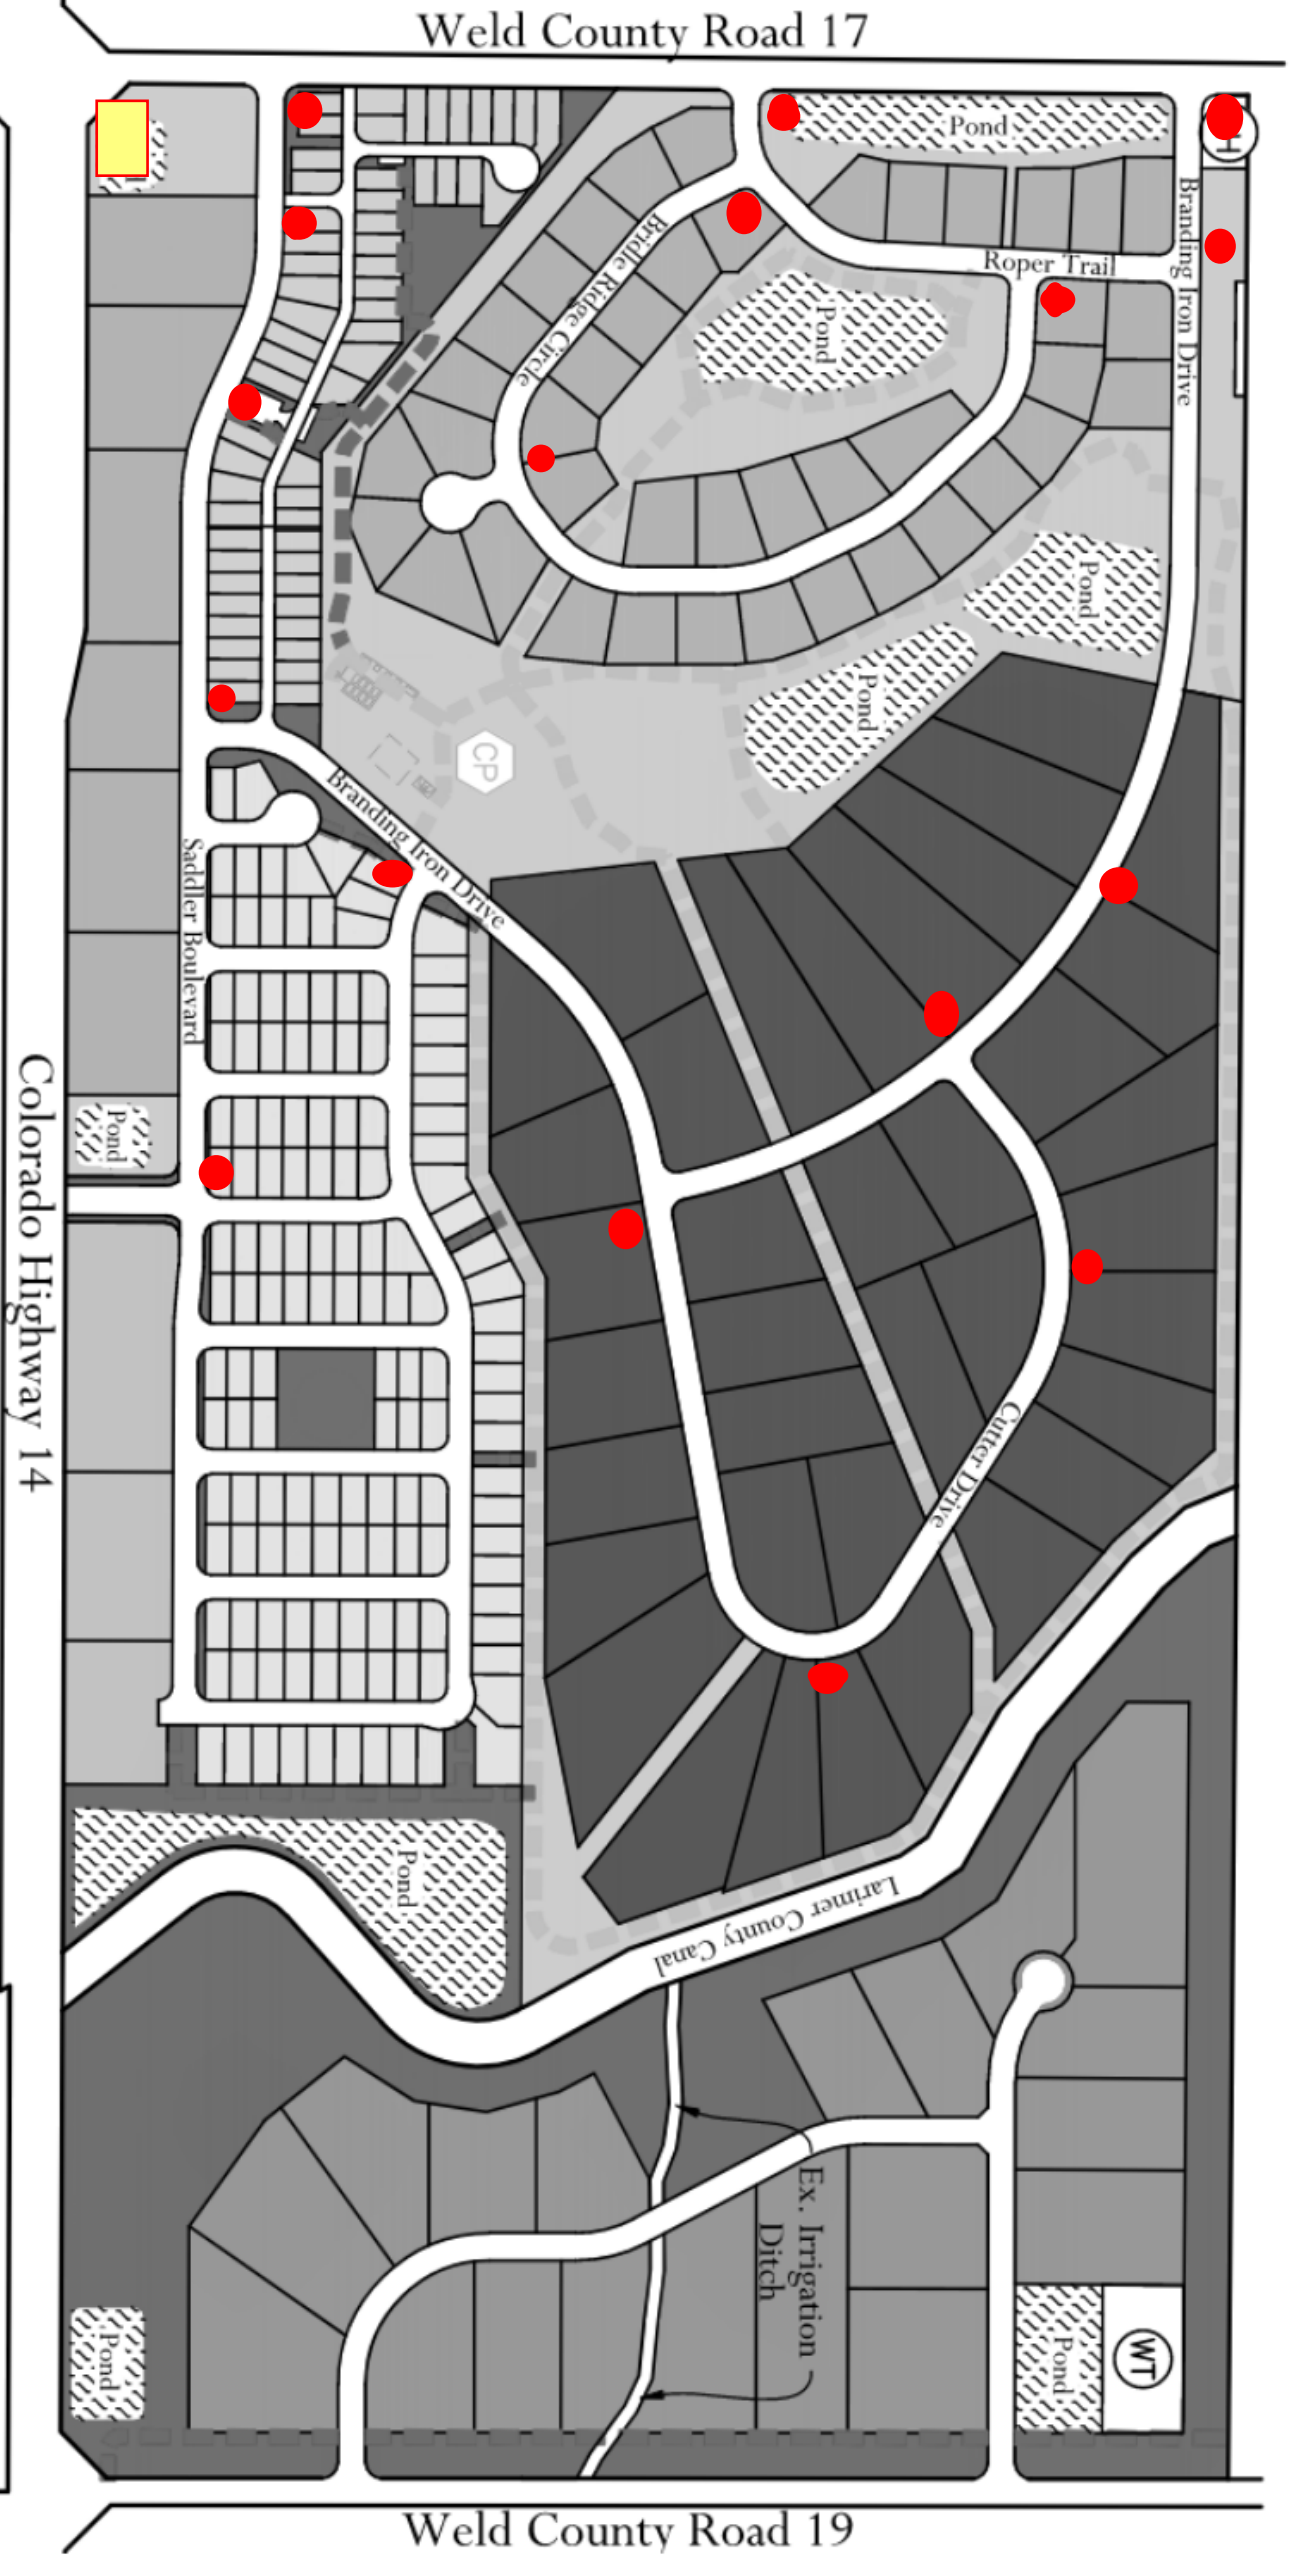 Weld County Road 17
Pond
H
Branding Iron Drive
Bridle Ridge Circle
Roper Trail
Pond
Pond
Pond
CP
Branding Iron Drive
Saddler Boulevard
Colorado Highway 14
Pond
Cutter Drive
Pond
Larimer County Canal
Ex. Irrigation
Ditch
Pond
Pond
WT
Weld County Road 19